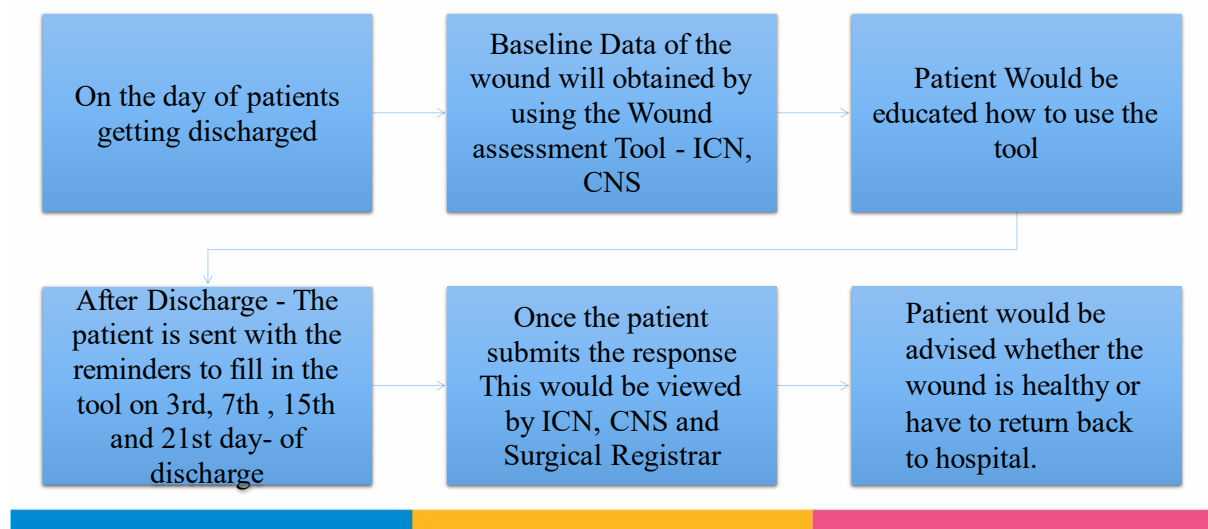 On the day of patients
getting discharged
Baseline Data of the
wound will obtained by
using the Wound
assessment Tool - ICN,
CNS
Patient Would be
educated how to use the
tool
After Discharge - The
patient is sent with the
reminders to fill in the
tool on 3rd, 7th , 15th
and 21st day- of
discharge
Once the patient
submits the response
This would be viewed
by ICN, CNS and
Surgical Registrar
Patient would be
advised whether the
wound is healthy or
have to return back
to hospital.